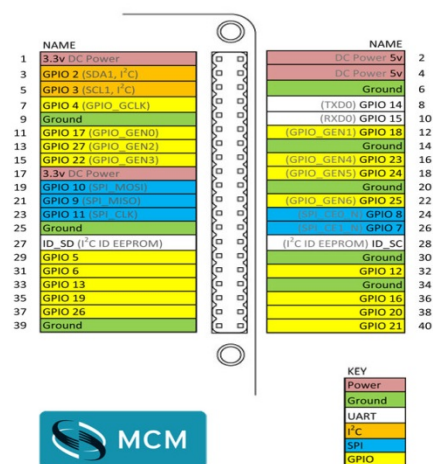 NAME NAME
1 3.3v DC Power DC Power 5v 2
3 GPIO 2 (SDA1, I²C) DC Power 5v 4
5 GPIO 3 (SCL1, I²C) Ground 6
7 GPIO 4 (GPIO_GCLK) (TXD0) GPIO 14 8
9 Ground (RXD0) GPIO 15 10
11 GPIO 17 (GPIO_GEN0) (GPIO_GEN1) GPIO 18 12
13 GPIO 27 (GPIO_GEN2) Ground 14
15 GPIO 22 (GPIO_GEN3) (GPIO_GEN4) GPIO 23 16
17 3.3v DC Power (GPIO_GEN5) GPIO 24 18
19 GPIO 10 (SPI_MOSI) Ground 20
21 GPIO 9 (SPI_MISO) (GPIO_GEN6) GPIO 25 22
23 GPIO 11 (SPI_CLK) (SPI_CE0_N) GPIO 8 24
25 Ground (SPI_CE1_N) GPIO 7 26
27 ID_SD (I²C ID EEPROM) (I²C ID EEPROM) ID_SC 28
29 GPIO 5 Ground 30
31 GPIO 6 GPIO 12 32
33 GPIO 13 Ground 34
35 GPIO 19 GPIO 16 36
37 GPIO 26 GPIO 20 38
39 Ground GPIO 21 40
KEY
Power
Ground
UART
I²C
SPI
GPIO
MCM